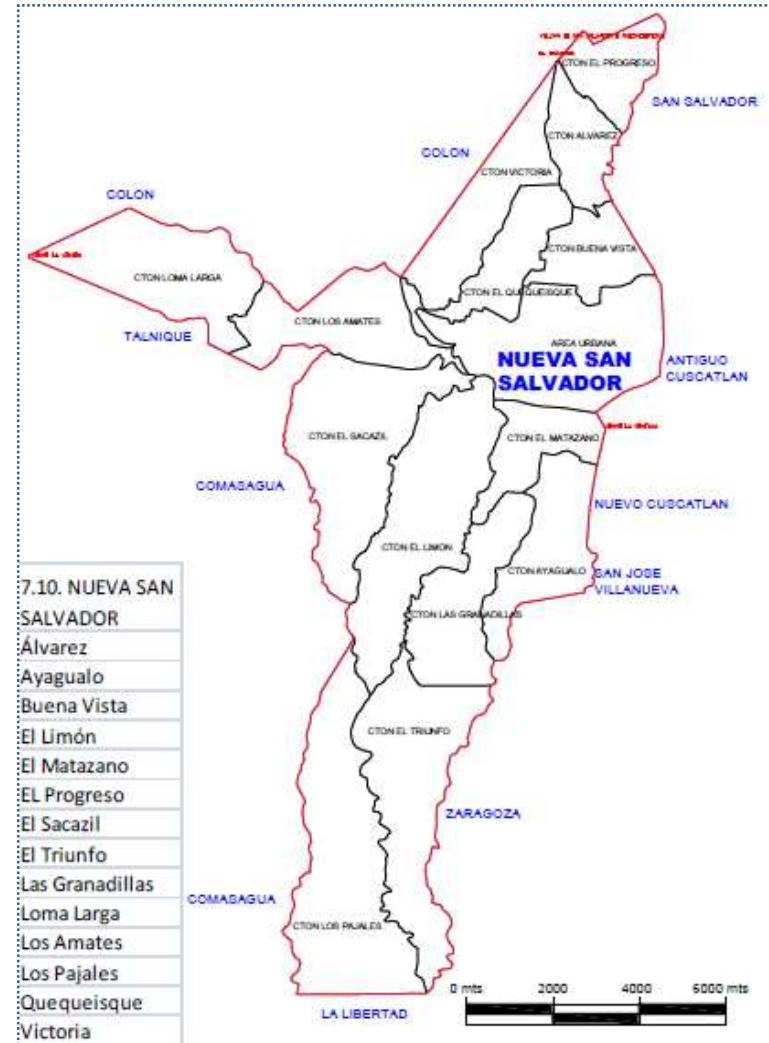 CTON EL PROGRESO
SAN SALVADOR
CTON ALVAREZ
COLON
CTON VICTORIA
COLON
CTON BUENA VISTA
CTON LOMA LARGA
CTON EL QUEQUEISQUE
CTON LOS AMATES
TALNIQUE
AREA URBANA
NUEVA SAN
SALVADOR
ANTIGUO
CUSCATLAN
CTON EL SACAZIL
CTON EL MATAZANO
COMASAGUA
NUEVO CUSCATLAN
CTON EL LIMON
CTON AYAGUALO
SAN JOSE
VILLANUEVA
CTON LAS GRANADILLAS
CTON EL TRIUNFO
ZARAGOZA
COMASAGUA
CTON LOS PAJALES
LA LIBERTAD
0 mts 2000 4000 6000 mts
7.10. NUEVA SAN
SALVADOR
Álvarez
Ayagualo
Buena Vista
El Limón
El Matazano
EL Progreso
El Sacazil
El Triunfo
Las Granadillas
Loma Larga
Los Amates
Los Pajales
Quequeisque
Victoria